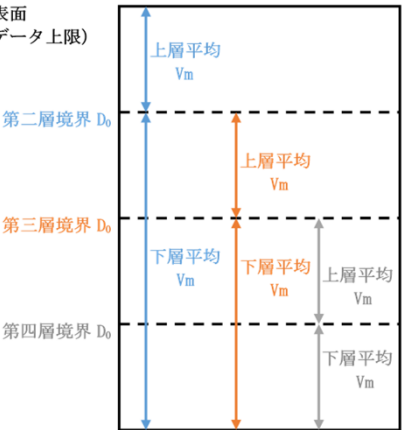 表面
データ上限）
上層平均
Vm
第二層境界 D₀
上層平均
Vm
第三層境界 D₀
下層平均
Vm
下層平均
Vm
上層平均
Vm
第四層境界 D₀
下層平均
Vm